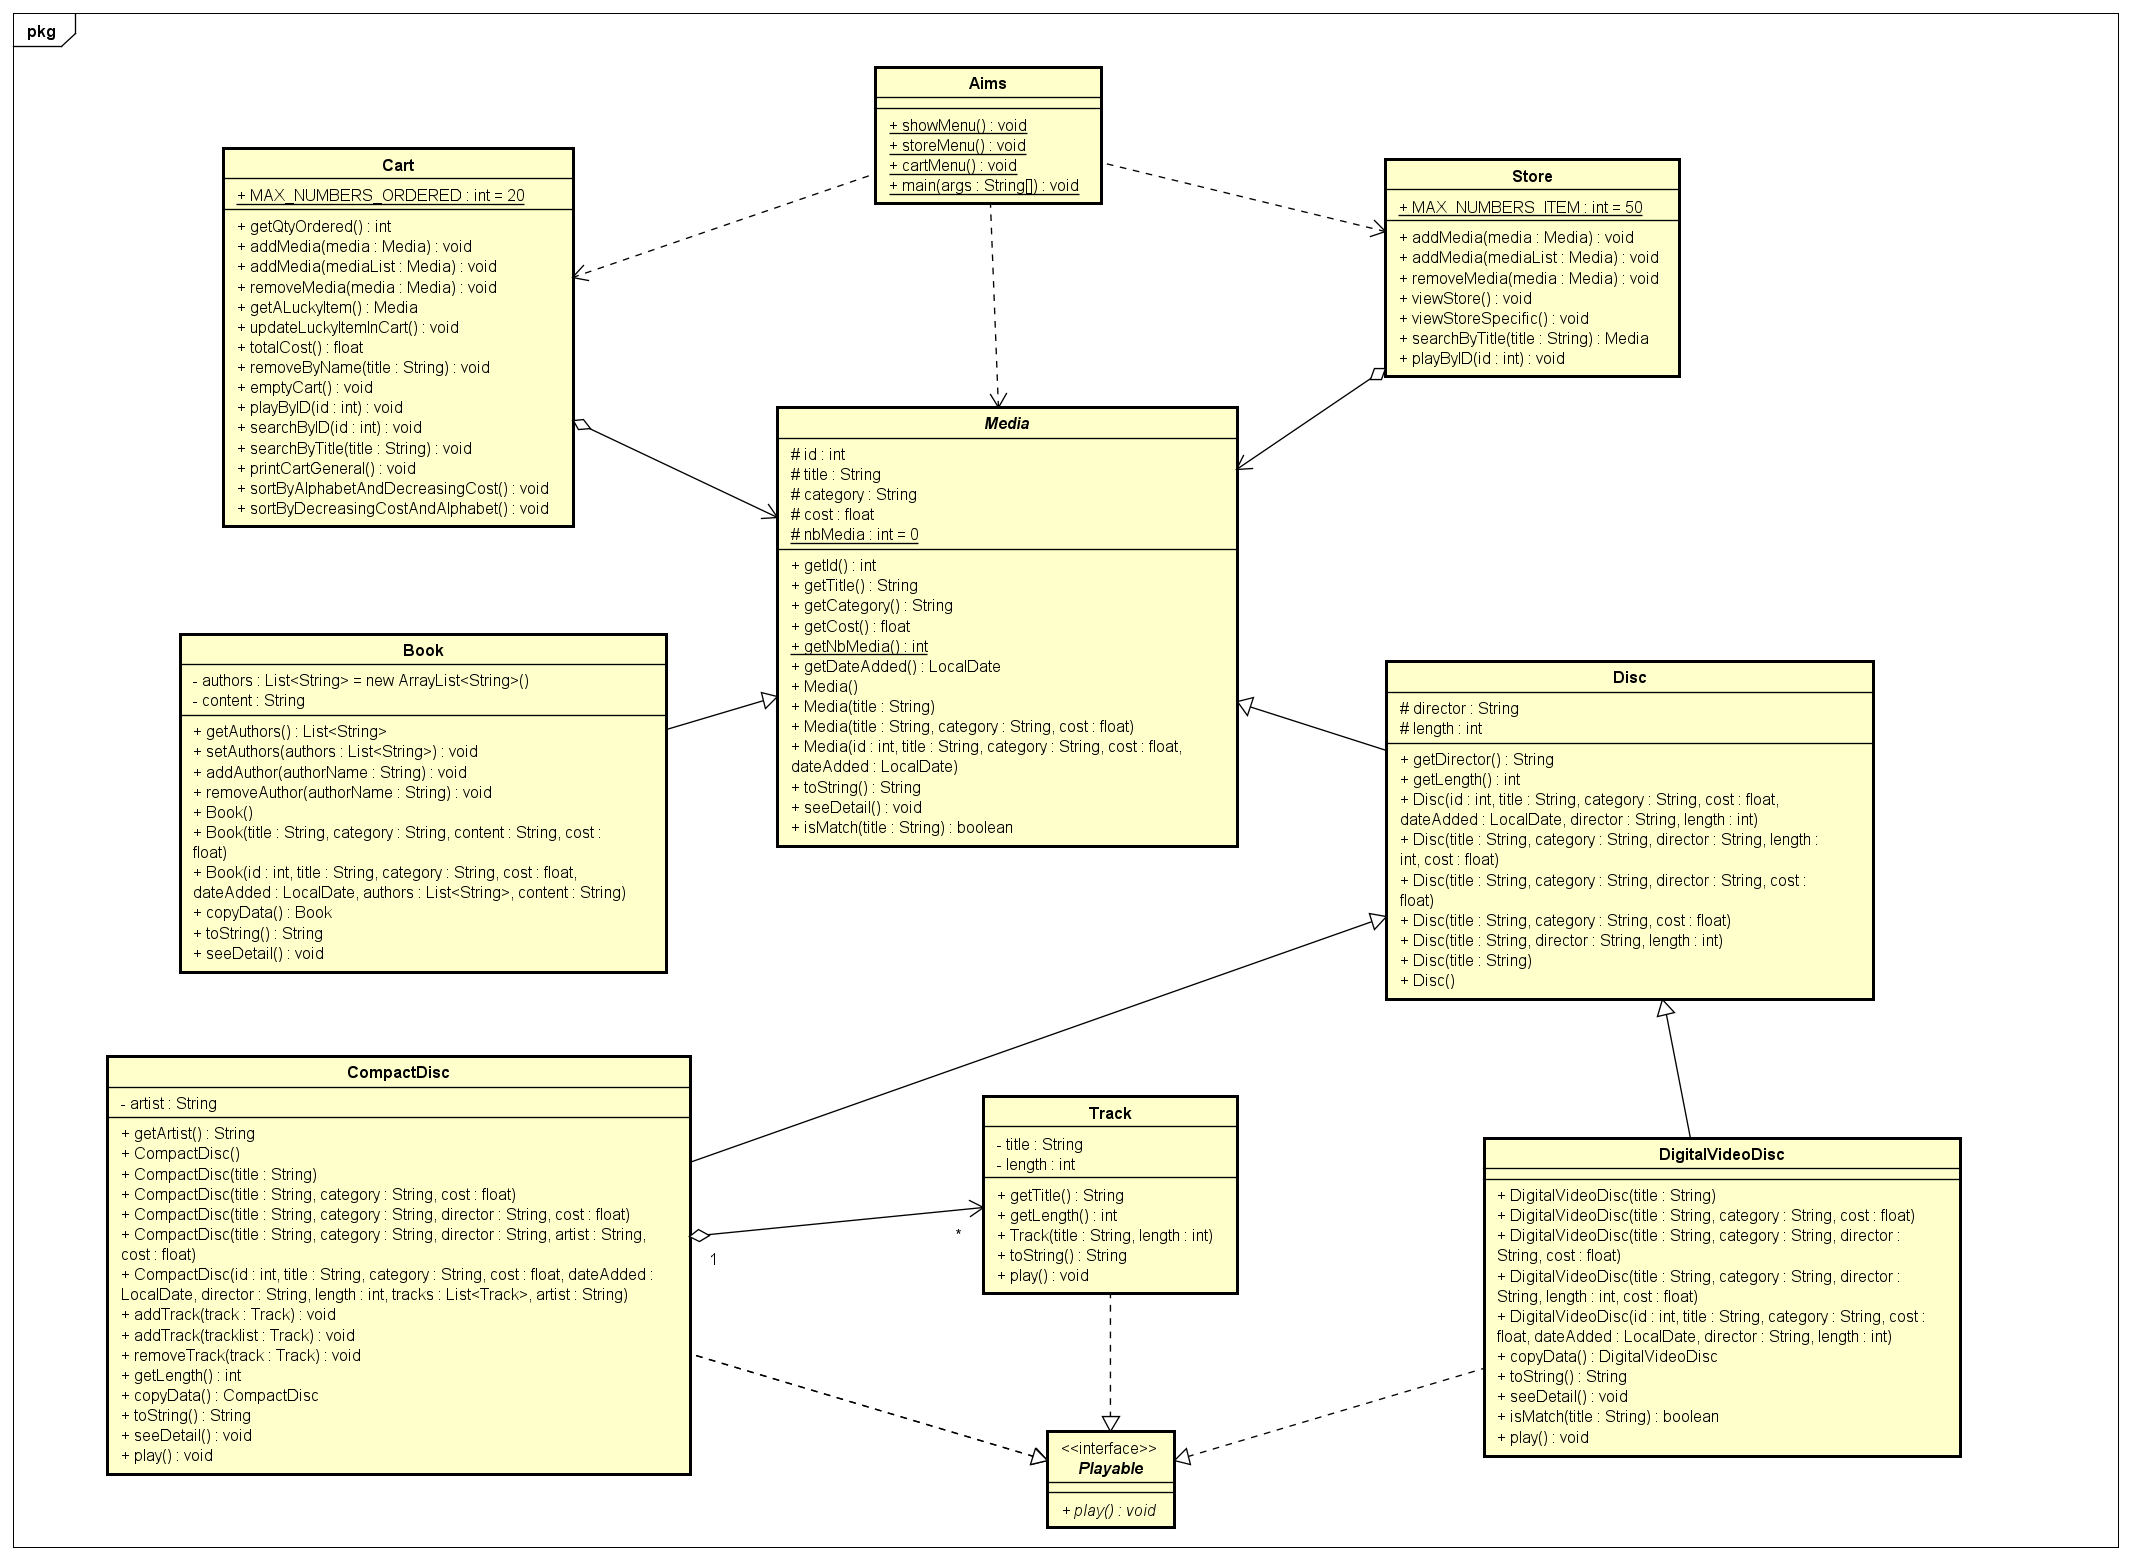 pkg
Aims
+ showMenu() : void
+ storeMenu() : void
+ cartMenu() : void
+ main(args : String[]) : void
Cart
+ MAX_NUMBERS_ORDERED : int = 20
+ getQtyOrdered() : int
+ addMedia(media : Media) : void
+ addMedia(mediaList : Media) : void
+ removeMedia(media : Media) : void
+ getALuckyItem() : Media
+ updateLuckyItemInCart() : void
+ totalCost() : float
+ removeByName(title : String) : void
+ emptyCart() : void
+ playByID(id : int) : void
+ searchByID(id : int) : void
+ searchByTitle(title : String) : void
+ printCartGeneral() : void
+ sortByAlphabetAndDecreasingCost() : void
+ sortByDecreasingCostAndAlphabet() : void
Store
+ MAX_NUMBERS_ITEM : int = 50
+ addMedia(media : Media) : void
+ addMedia(mediaList : Media) : void
+ removeMedia(media : Media) : void
+ viewStore() : void
+ viewStoreSpecific() : void
+ searchByTitle(title : String) : Media
+ playByID(id : int) : void
Media
# id : int
# title : String
# category : String
# cost : float
# nbMedia : int = 0
+ getId() : int
+ getTitle() : String
+ getCategory() : String
+ getCost() : float
+ getNbMedia() : int
+ getDateAdded() : LocalDate
+ Media()
+ Media(title : String)
+ Media(title : String, category : String, cost : float)
+ Media(id : int, title : String, category : String, cost : float,
dateAdded : LocalDate)
+ toString() : String
+ seeDetail() : void
+ isMatch(title : String) : boolean
Book
- authors : List<String> = new ArrayList<String>()
- content : String
+ getAuthors() : List<String>
+ setAuthors(authors : List<String>) : void
+ addAuthor(authorName : String) : void
+ removeAuthor(authorName : String) : void
+ Book()
+ Book(title : String, category : String, content : String, cost :
float)
+ Book(id : int, title : String, category : String, cost : float,
dateAdded : LocalDate, authors : List<String>, content : String)
+ copyData() : Book
+ toString() : String
+ seeDetail() : void
Disc
# director : String
# length : int
+ getDirector() : String
+ getLength() : int
+ Disc(id : int, title : String, category : String, cost : float,
dateAdded : LocalDate, director : String, length : int)
+ Disc(title : String, category : String, director : String, length :
int, cost : float)
+ Disc(title : String, category : String, director : String, cost :
float)
+ Disc(title : String, category : String, cost : float)
+ Disc(title : String, director : String, length : int)
+ Disc(title : String)
+ Disc()
CompactDisc
- artist : String
+ getArtist() : String
+ CompactDisc()
+ CompactDisc(title : String)
+ CompactDisc(title : String, category : String, cost : float)
+ CompactDisc(title : String, category : String, director : String, cost : float)
+ CompactDisc(title : String, category : String, director : String, artist : String,
cost : float)
+ CompactDisc(id : int, title : String, category : String, cost : float, dateAdded :
LocalDate, director : String, length : int, tracks : List<Track>, artist : String)
+ addTrack(track : Track) : void
+ addTrack(tracklist : Track) : void
+ removeTrack(track : Track) : void
+ getLength() : int
+ copyData() : CompactDisc
+ toString() : String
+ seeDetail() : void
+ play() : void
1
*
Track
- title : String
- length : int
+ getTitle() : String
+ getLength() : int
+ Track(title : String, length : int)
+ toString() : String
+ play() : void
DigitalVideoDisc
+ DigitalVideoDisc(title : String)
+ DigitalVideoDisc(title : String, category : String, cost : float)
+ DigitalVideoDisc(title : String, category : String, director :
String, cost : float)
+ DigitalVideoDisc(title : String, category : String, director :
String, length : int, cost : float)
+ DigitalVideoDisc(id : int, title : String, category : String, cost :
float, dateAdded : LocalDate, director : String, length : int)
+ copyData() : DigitalVideoDisc
+ toString() : String
+ seeDetail() : void
+ isMatch(title : String) : boolean
+ play() : void
<<interface>>
Playable
+ play() : void